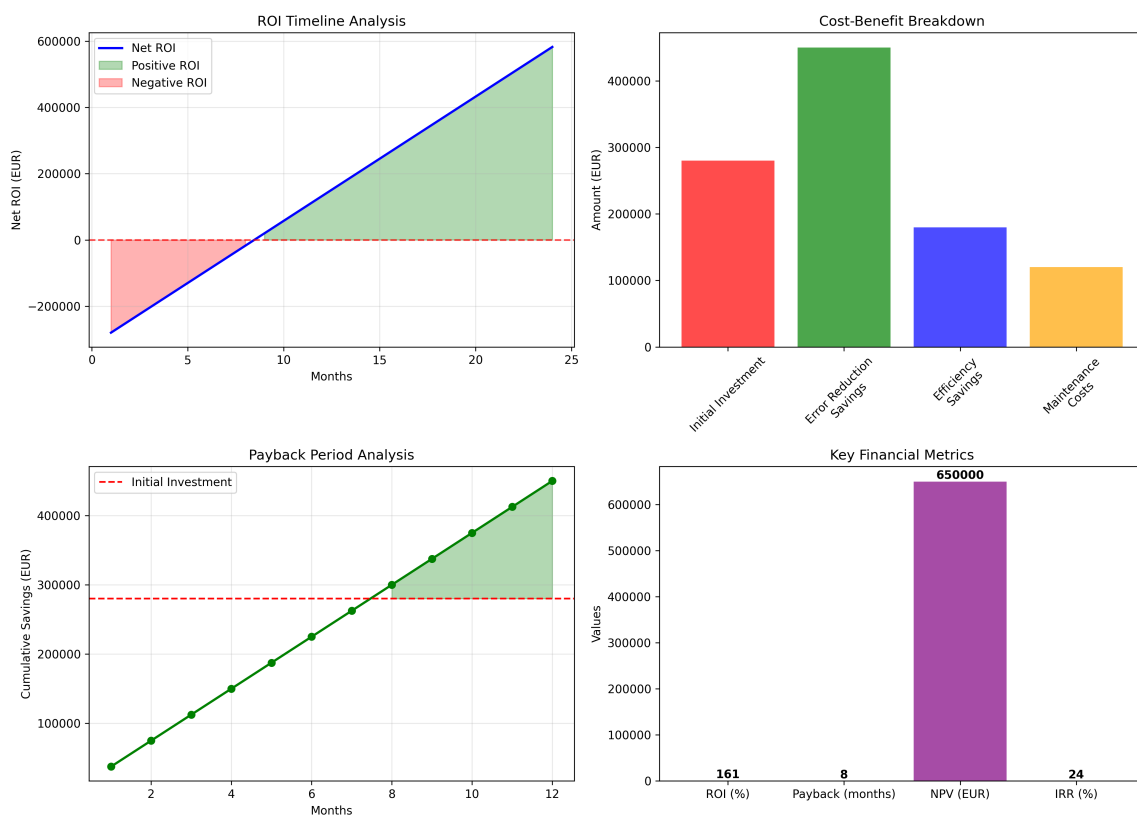 ROI Timeline Analysis
Net ROI (EUR)
600000
400000
200000
0
−200000
Net ROI
Positive ROI
Negative ROI
0 5 10 15 20 25
Months
Cost-Benefit Breakdown
Amount (EUR)
400000
300000
200000
100000
0
Initial Investment
Error Reduction
Savings
Efficiency
Savings
Maintenance
Costs
Payback Period Analysis
Cumulative Savings (EUR)
400000
300000
200000
100000
Initial Investment
2 4 6 8 10 12
Months
Key Financial Metrics
Values
600000
500000
400000
300000
200000
100000
0
161 8 650000 24
ROI (%) Payback (months) NPV (EUR) IRR (%)